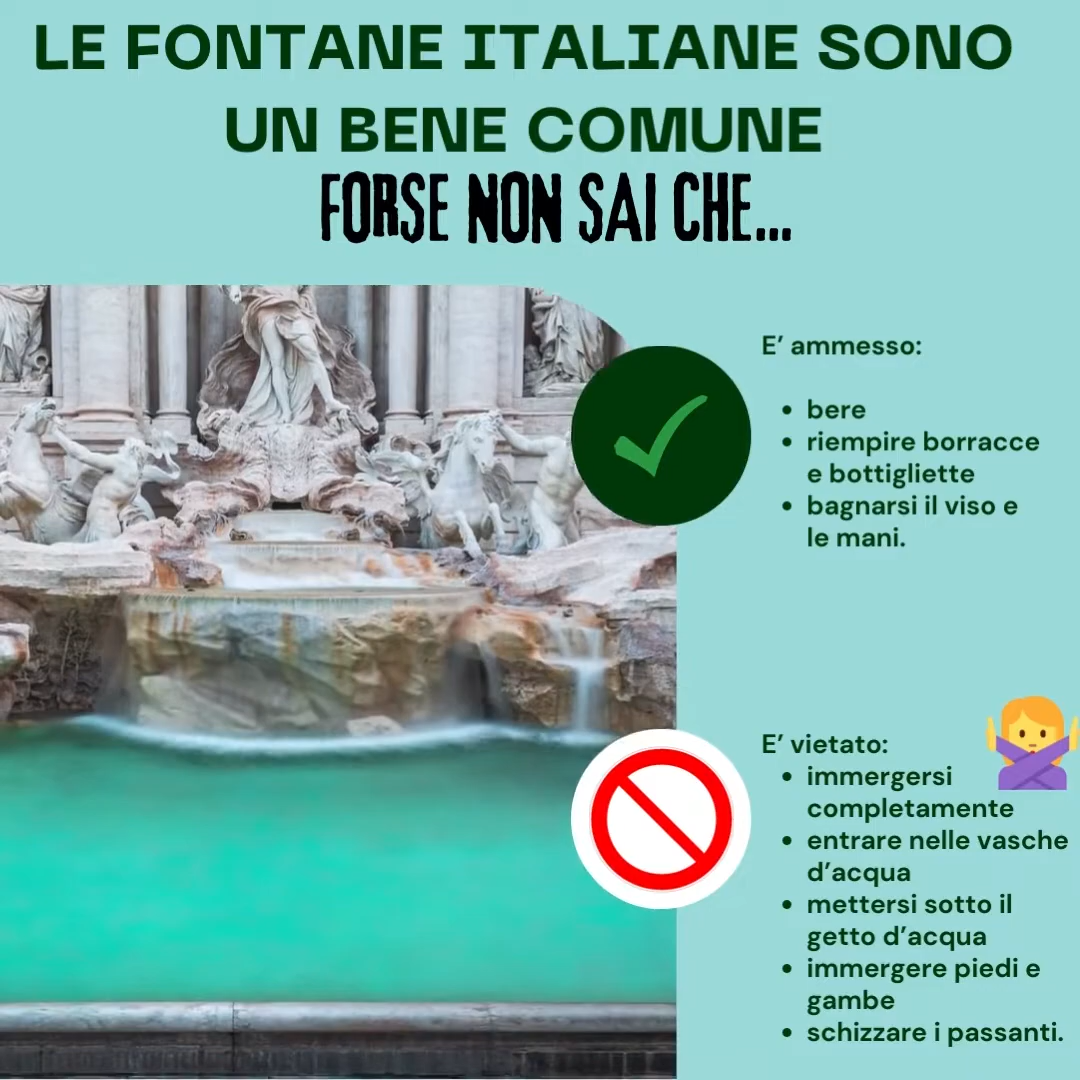 LE FONTANE ITALIANE SONO
UN BENE COMUNE
FORSE NON SAI CHE...
E’ ammesso:
• bere
• riempire borracce
e bottigliette
• bagnarsi il viso e
le mani.
E’ vietato:
• immergersi
completamente
• entrare nelle vasche
d’acqua
• mettersi sotto il
getto d’acqua
• immergere piedi e
gambe
• schizzare i passanti.